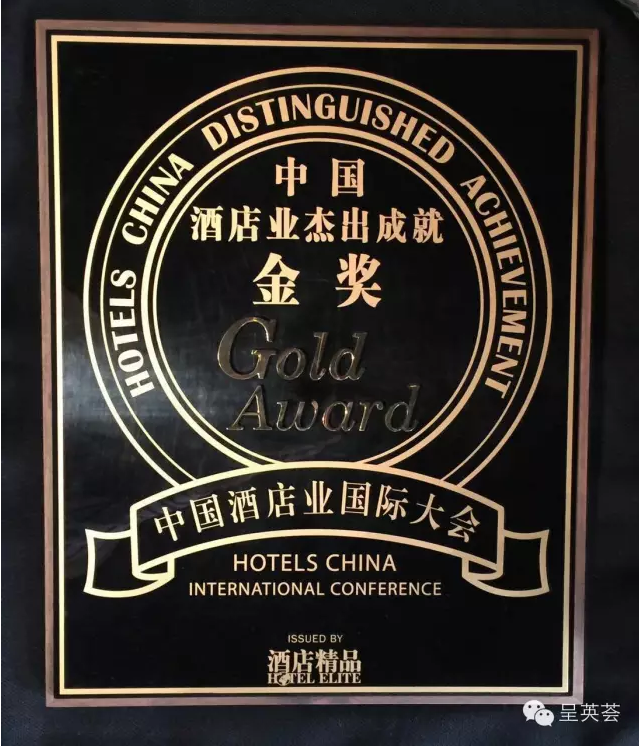 HOTELS CHINA DISTINGUISHED ACHIEVEMENT
中国
酒店业杰出成就
金奖
Gold
Award
中国酒店业国际大会
HOTELS CHINA
INTERNATIONAL CONFERENCE
ISSUED BY
酒店精品
HOTEL ELITE
呈英荟